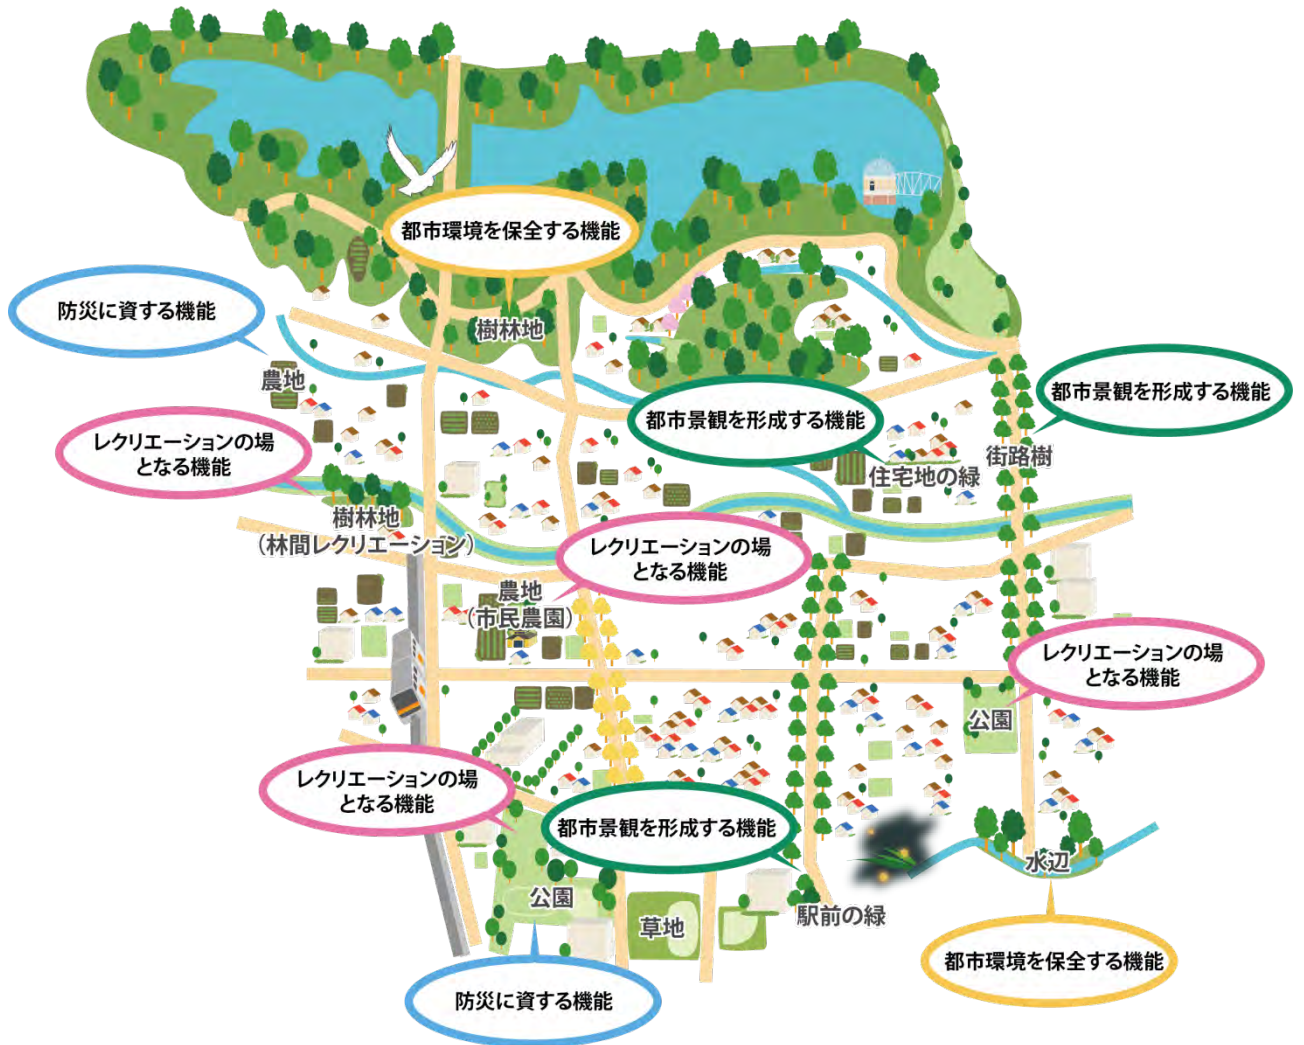 都市環境を保全する機能
防災に資する機能
樹林地
農地
都市景観を形成する機能
都市景観を形成する機能
レクリエーションの場
となる機能
街路樹
住宅地の緑
樹林地
（林間レクリエーション）
レクリエーションの場
となる機能
農地
（市民農園）
レクリエーションの場
となる機能
公園
レクリエーションの場
となる機能
都市景観を形成する機能
水辺
公園
駅前の緑
草地
都市環境を保全する機能
防災に資する機能